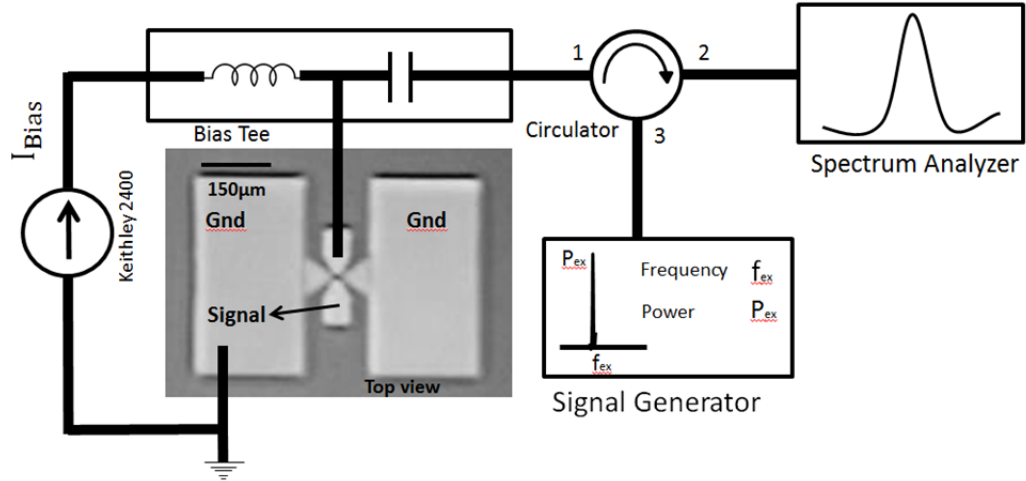 1
2
3
Bias Tee
Circulator
Spectrum Analyzer
I Bias
Keithley 2400
150µm
Gnd
Gnd
Signal
Top view
Pex
Frequency fex
Power Pex
fex
Signal Generator